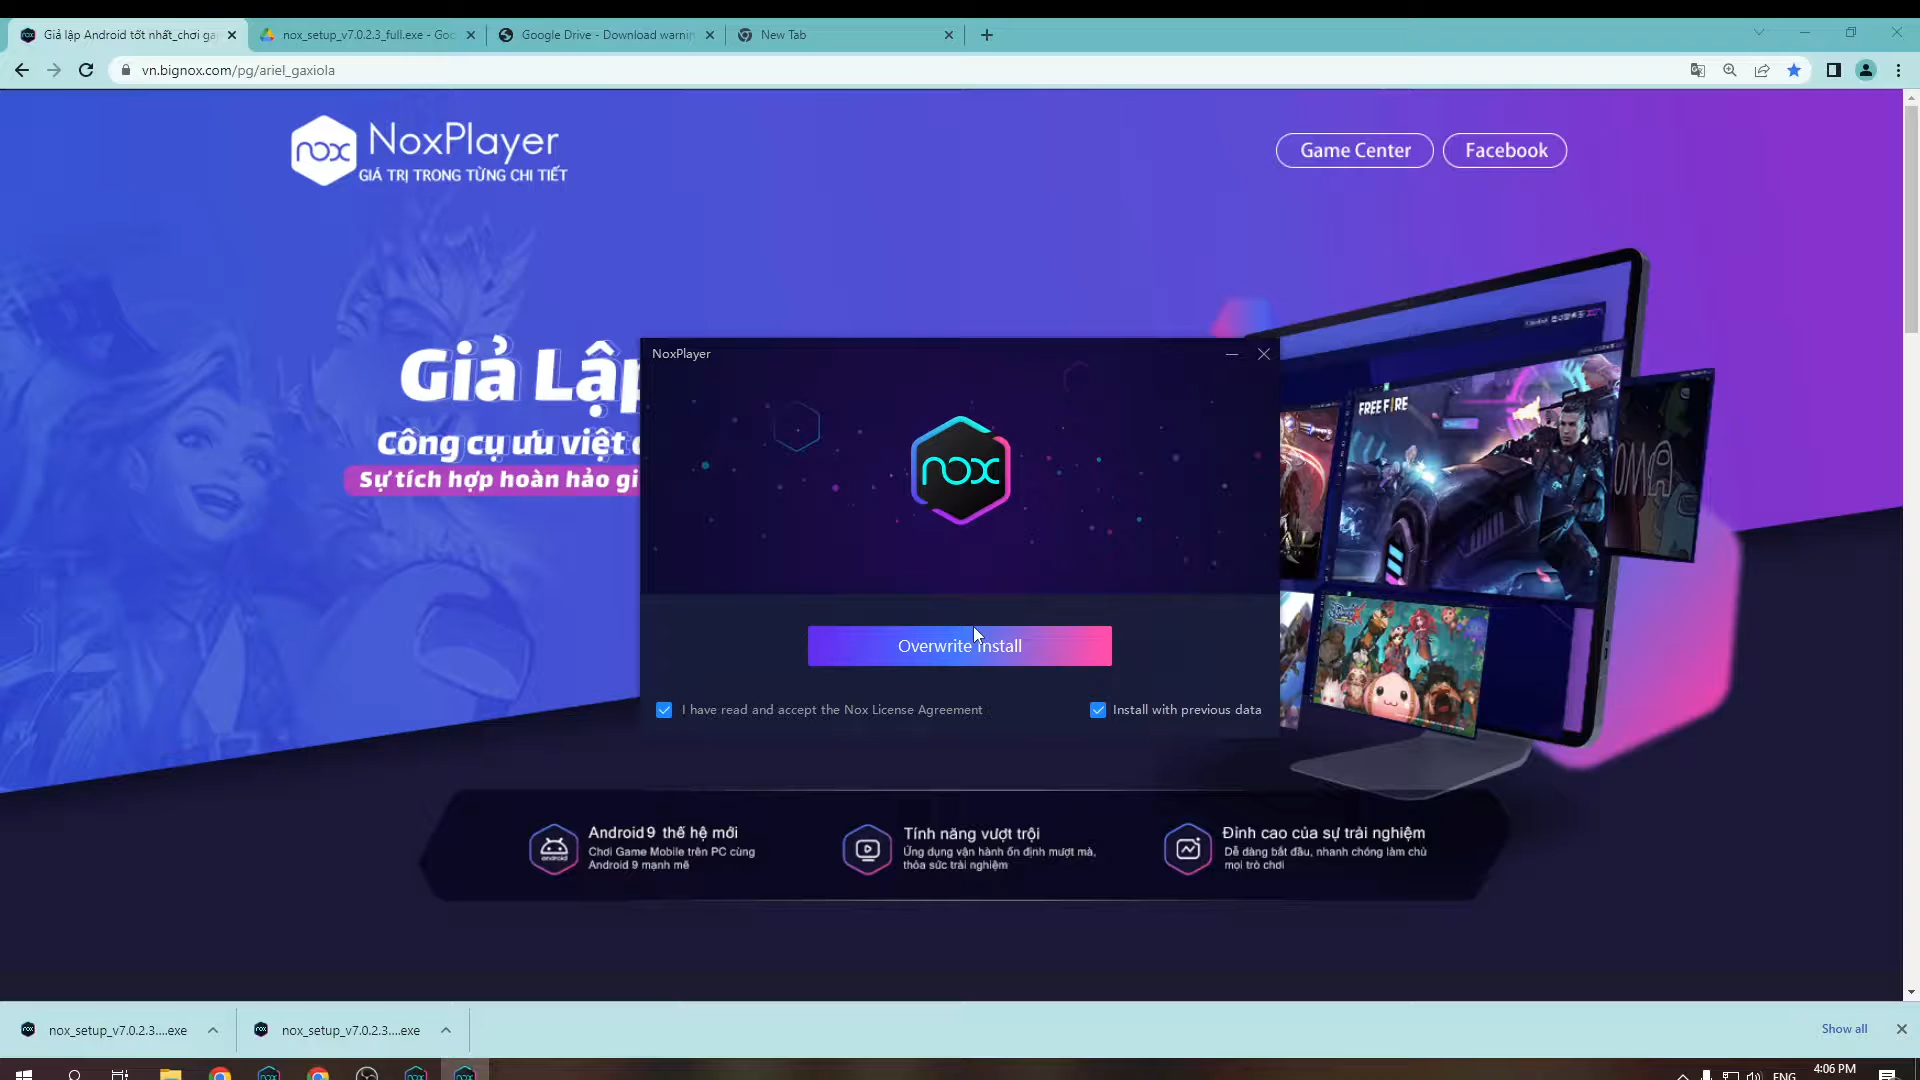 Giả lập Android tốt nhất_chơi ga
nox_setup_v7.0.2.3_full.exe - Goo
Google Drive - Download warnin
New Tab
vn.bignox.com/pg/ariel_gaxiola
nox
NoxPlayer
GIÁ TRỊ TRONG TỪNG CHI TIẾT
Game Center
Facebook
Giả Lập
Công cụ ưu việt
Sự tích hợp hoàn hảo gi
NoxPlayer
nox
Overwrite Install
I have read and accept the Nox License Agreement
Install with previous data
FREE FIRE
Android 9 thế hệ mới
Chơi Game Mobile trên PC cùng
Android 9 mạnh mẽ
android
Tính năng vượt trội
Ứng dụng vận hành ổn định mượt mà,
thỏa sức trải nghiệm
Đỉnh cao của sự trải nghiệm
Dễ dàng bắt đầu, nhanh chóng làm chủ
mọi trò chơi
nox_setup_v7.0.2.3....exe
nox_setup_v7.0.2.3....exe
Show all
ENG
4:06 PM